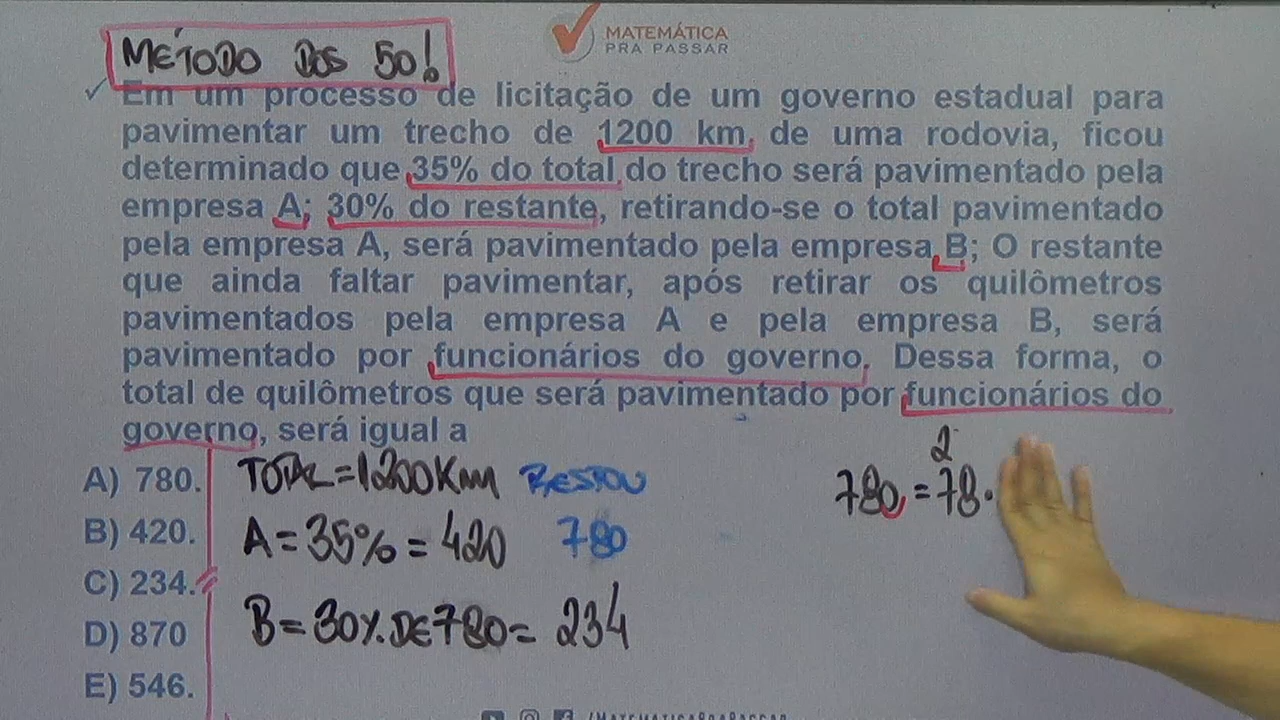 MÉTODO DOS 50!
MATEMÁTICA
PRA PASSAR
✓ Em um processo de licitação de um governo estadual para
pavimentar um trecho de 1200 km, de uma rodovia, ficou
determinado que 35% do total do trecho será pavimentado pela
empresa A; 30% do restante, retirando-se o total pavimentado
pela empresa A, será pavimentado pela empresa B; O restante
que ainda faltar pavimentar, após retirar os quilômetros
pavimentados pela empresa A e pela empresa B, será
pavimentado por funcionários do governo. Dessa forma, o
total de quilômetros que será pavimentado por funcionários do
governo, será igual a
A) 780.
B) 420.
C) 234.
D) 870
E) 546.
TOTAL = 1200 KM RESTOU
A = 35% = 420 780
B = 30% DE 780 = 234
2
780 = 78.
/MATEMATICAPRAPASSAR